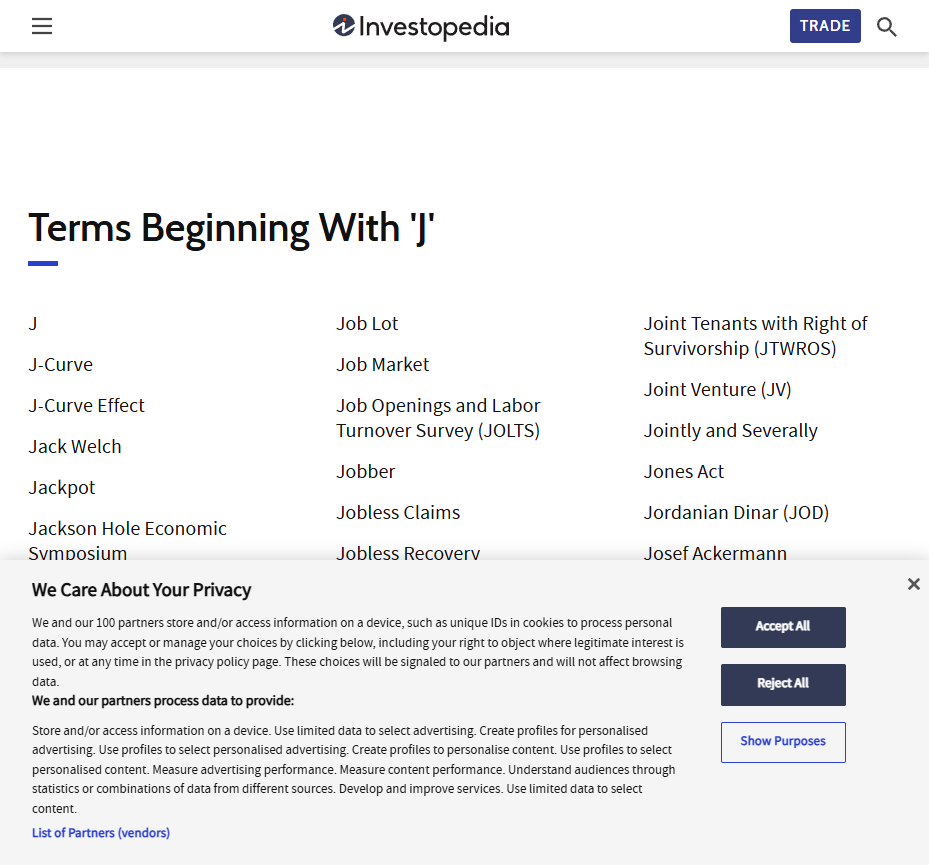 Investopedia
TRADE
Terms Beginning With 'J'
J
J-Curve
J-Curve Effect
Jack Welch
Jackpot
Jackson Hole Economic
Symposium
Job Lot
Job Market
Job Openings and Labor
Turnover Survey (JOLTS)
Jobber
Jobless Claims
Jobless Recovery
Joint Tenants with Right of
Survivorship (JTWROS)
Joint Venture (JV)
Jointly and Severally
Jones Act
Jordanian Dinar (JOD)
Josef Ackermann
We Care About Your Privacy
We and our 100 partners store and/or access information on a device, such as unique IDs in cookies to process personal
data. You may accept or manage your choices by clicking below, including your right to object where legitimate interest is
used, or at any time in the privacy policy page. These choices will be signaled to our partners and will not affect browsing
data.
We and our partners process data to provide:
Store and/or access information on a device. Use limited data to select advertising. Create profiles for personalised
advertising. Use profiles to select personalised advertising. Create profiles to personalise content. Use profiles to select
personalised content. Measure advertising performance. Measure content performance. Understand audiences through
statistics or combinations of data from different sources. Develop and improve services. Use limited data to select
content.
List of Partners (vendors)
Accept All
Reject All
Show Purposes